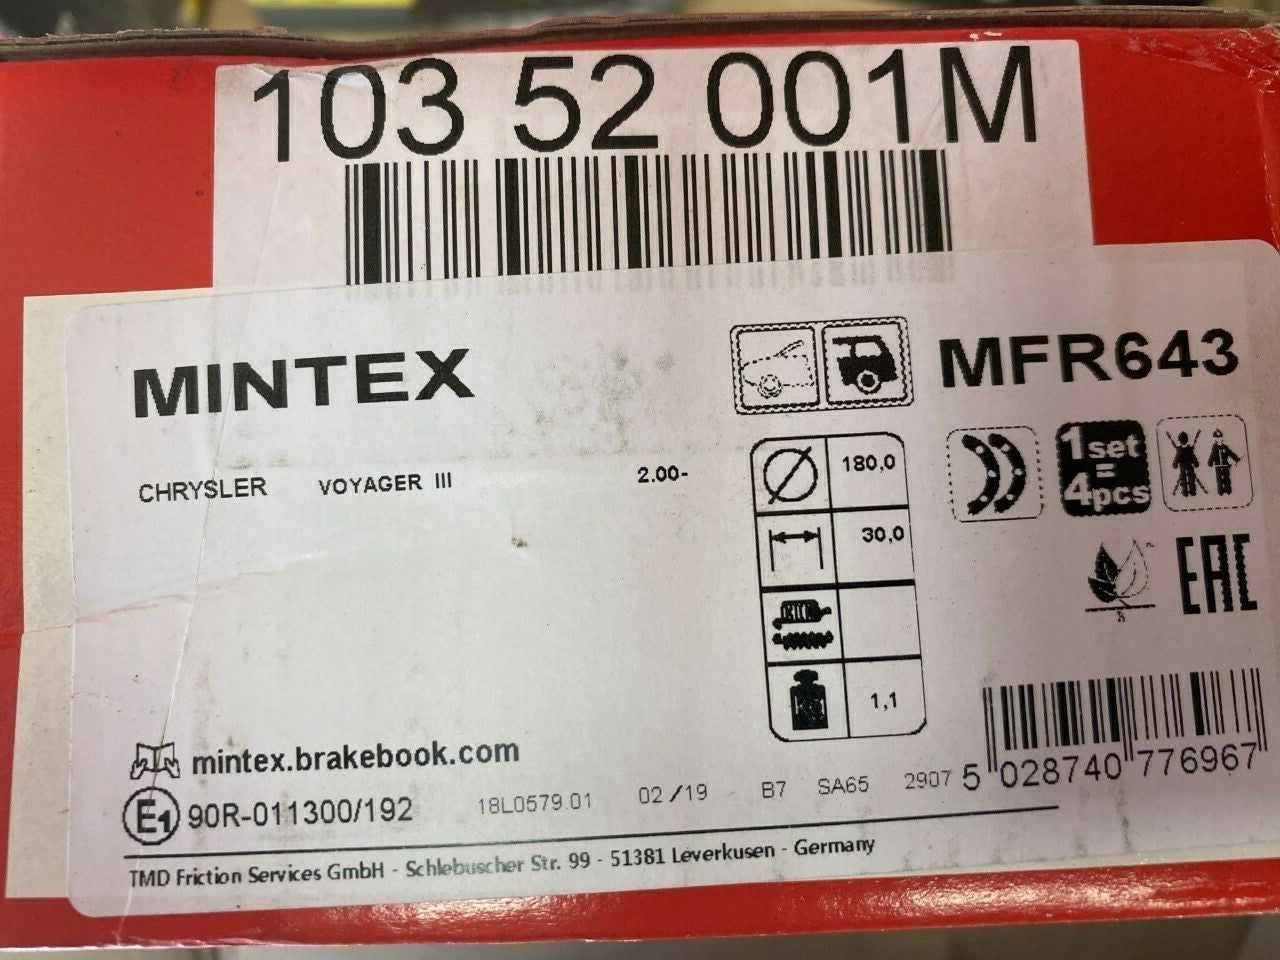 103 52 001M
MINTEX
MFR643
CHRYSLER VOYAGER III 2.00-
180,0
30,0
1,1
1set
=
4pcs
EAC
mintex.brakebook.com
E1 90R-011300/192 18L0579.01 02/19 B7 SA65 2907
5 028740 776967
TMD Friction Services GmbH - Schlebuscher Str. 99 - 51381 Leverkusen - Germany